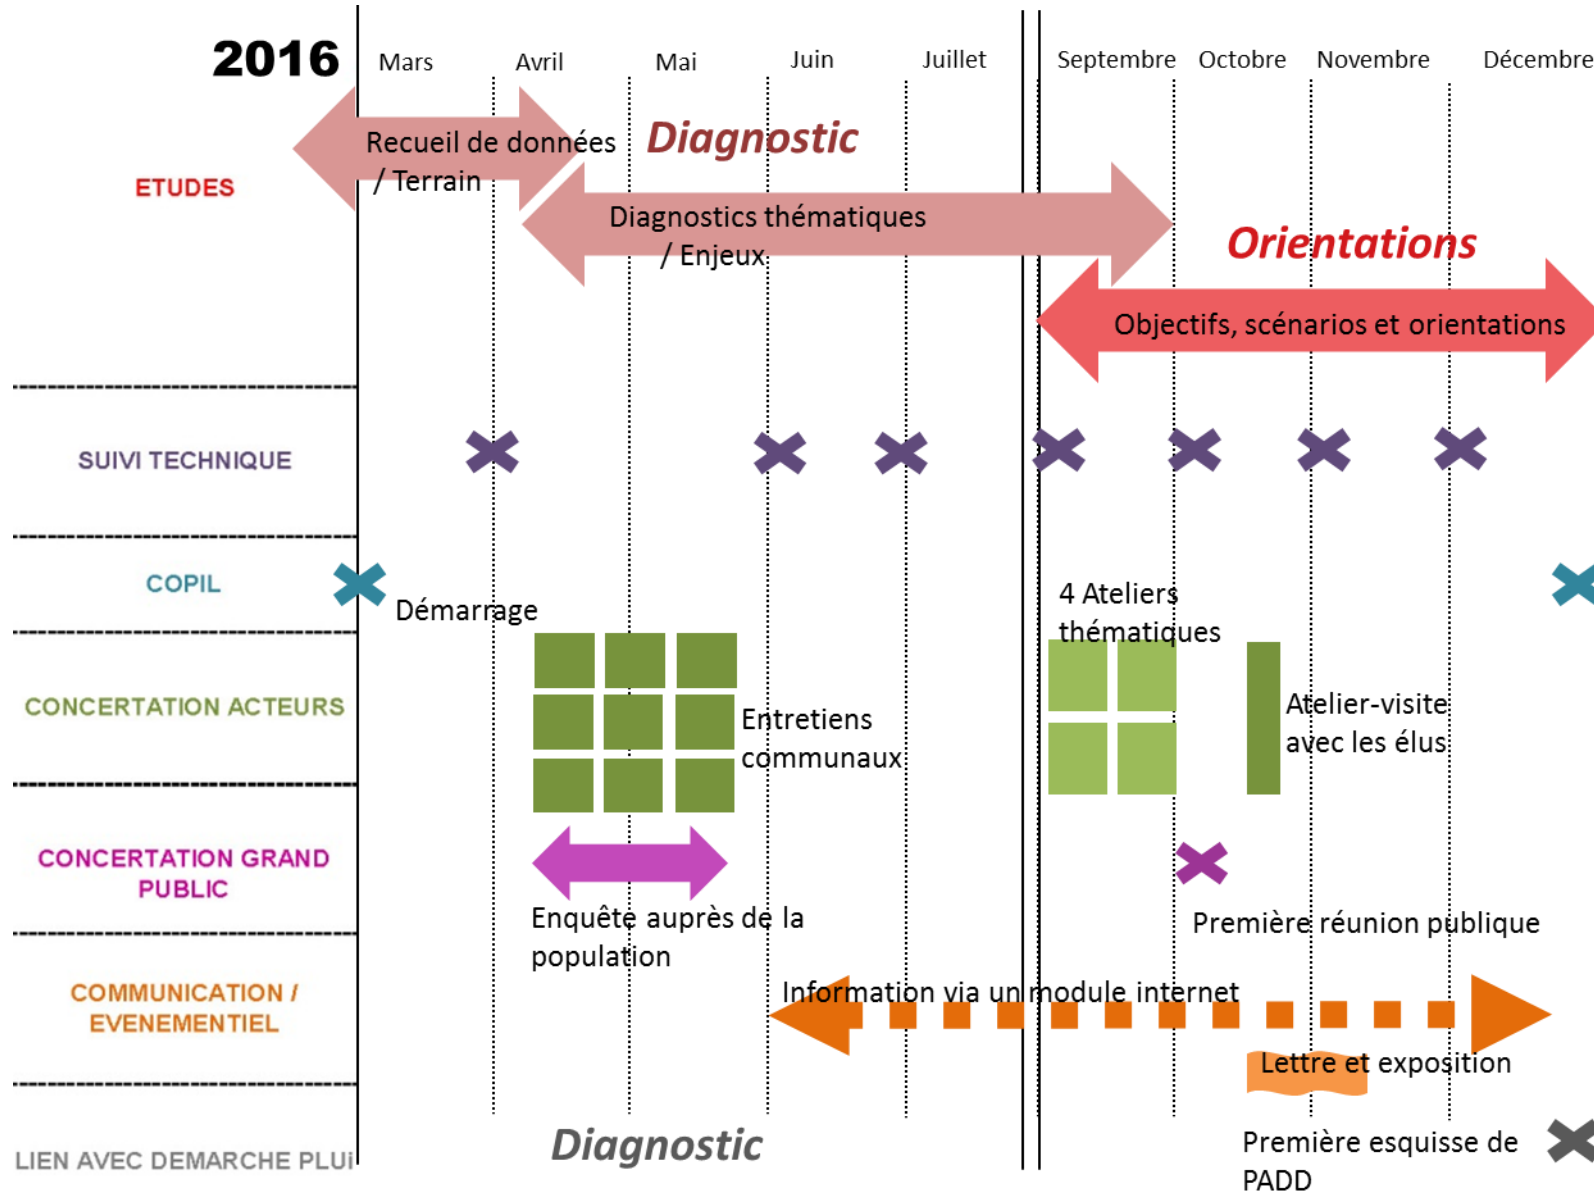 2016
Mars
Avril
Mai
Juin
Juillet
Septembre
Octobre
Novembre
Décembre
ETUDES
Recueil de données
/ Terrain
Diagnostic
Diagnostics thématiques
/ Enjeux
Orientations
Objectifs, scénarios et orientations
SUIVI TECHNIQUE
COPIL
Démarrage
CONCERTATION ACTEURS
Entretiens
communaux
4 Ateliers
thématiques
Atelier-visite
avec les élus
CONCERTATION GRAND
PUBLIC
Enquête auprès de la
population
Première réunion publique
COMMUNICATION /
EVENEMENTIEL
Information via un module internet
Lettre et exposition
LIEN AVEC DEMARCHE PLUi
Diagnostic
Première esquisse de
PADD